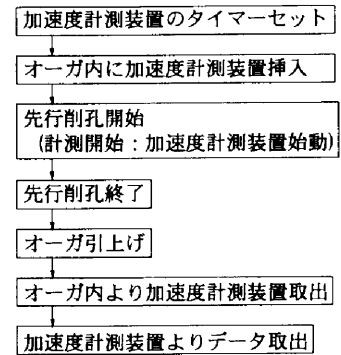 加速度計測装置のタイマーセット
オーガ内に加速度計測装置挿入
先行削孔開始
(計測開始：加速度計測装置始動)
先行削孔終了
オーガ引上げ
オーガ内より加速度計測装置取出
加速度計測装置よりデータ取出